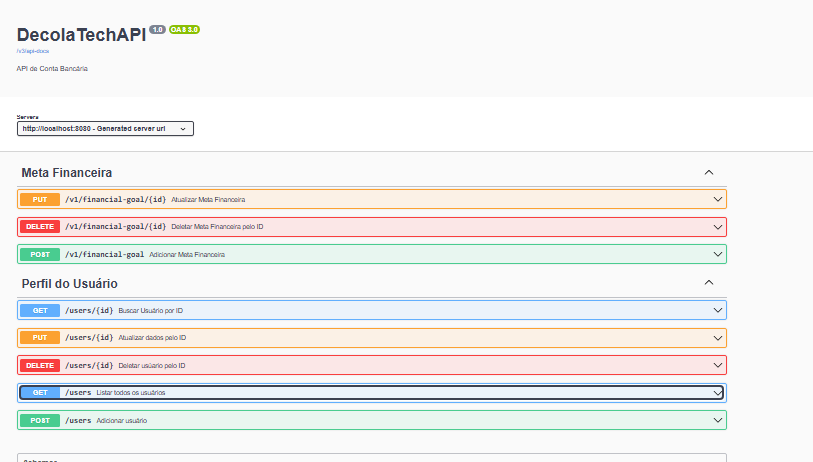 DecolaTechAPI 1.0 OAS 3.0
/v3/api-docs
API de Conta Bancária
Servers
http://localhost:8080 - Generated server url
Meta Financeira
PUT /v1/financial-goal/{id} Atualizar Meta Financeira
DELETE /v1/financial-goal/{id} Deletar Meta Financeira pelo ID
POST /v1/financial-goal Adicionar Meta Financeira
Perfil do Usuário
GET /users/{id} Buscar Usuário por ID
PUT /users/{id} Atualizar dados pelo ID
DELETE /users/{id} Deletar usúario pelo ID
GET /users Listar todos os usuários
POST /users Adicionar usuário
Schemas